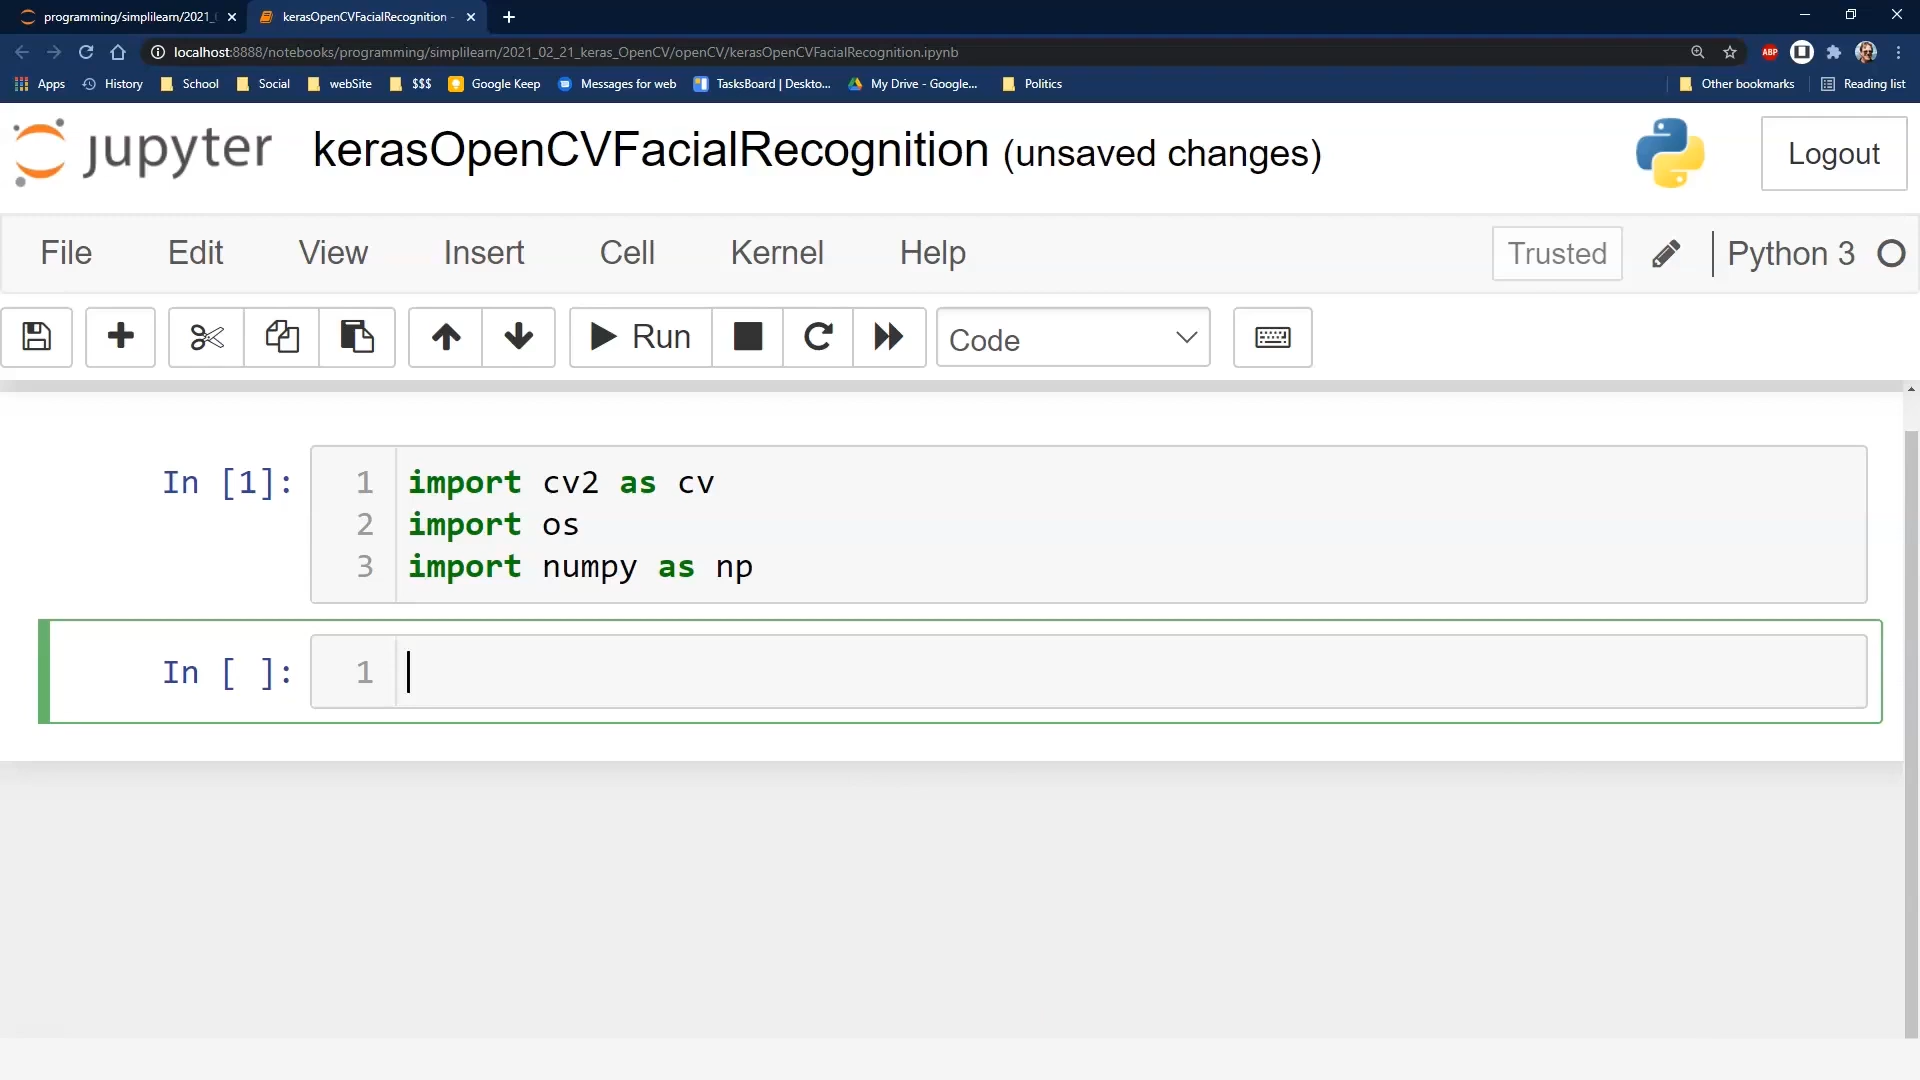 programming/simplilearn/2021_
kerasOpenCVFacialRecognition -
localhost:8888/notebooks/programming/simplilearn/2021_02_21_keras_OpenCV/openCV/kerasOpenCVFacialRecognition.ipynb
ABP
Apps History School Social webSite $$$ Google Keep Messages for web TasksBoard | Deskto... My Drive - Google... Politics Other bookmarks Reading list
jupyter kerasOpenCVFacialRecognition (unsaved changes) Logout
File Edit View Insert Cell Kernel Help Trusted Python 3
Run Code
In [1]: 1 import cv2 as cv
2 import os
3 import numpy as np
In [ ]: 1